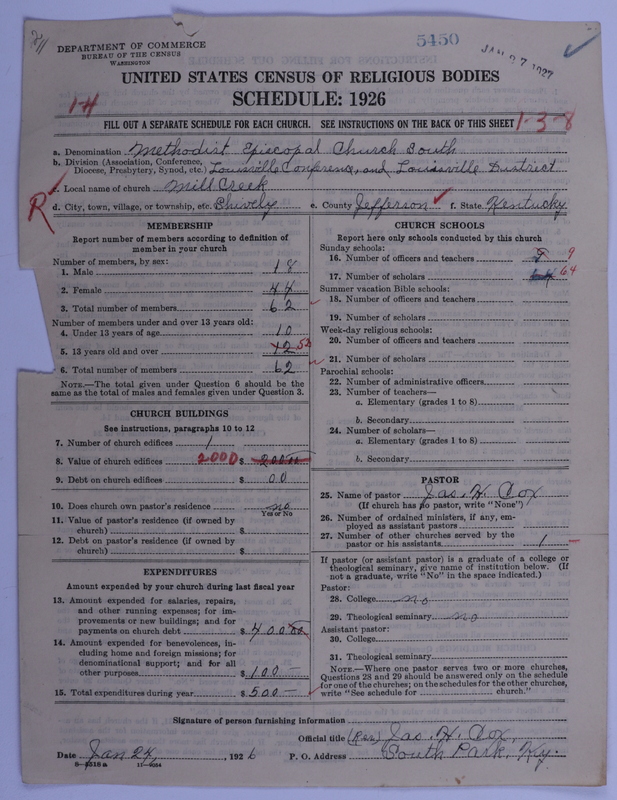 DEPARTMENT OF COMMERCE
BUREAU OF THE CENSUS
WASHINGTON
5450
JAN 27 1927
UNITED STATES CENSUS OF RELIGIOUS BODIES
SCHEDULE: 1926
1-H
FILL OUT A SEPARATE SCHEDULE FOR EACH CHURCH. SEE INSTRUCTIONS ON THE BACK OF THIS SHEET
1-3-8
a. Denomination Methodist Episcopal Church South
b. Division (Association, Conference,
Diocese, Presbytery, Synod, etc.) Louisville Conference, and Louisville District
c. Local name of church Mill Creek
R
d. City, town, village, or township, etc. Shively e. County Jefferson f. State Kentucky
MEMBERSHIP
Report number of members according to definition of
member in your church
Number of members, by sex:
1. Male 18
2. Female 44
3. Total number of members 62
Number of members under and over 13 years old:
4. Under 13 years of age 10
5. 13 years old and over 42 52
6. Total number of members 62
NOTE.—The total given under Question 6 should be the
same as the total of males and females given under Question 3.
CHURCH BUILDINGS
See instructions, paragraphs 10 to 12
7. Number of church edifices 1
8. Value of church edifices 2000 $ 200.00
9. Debt on church edifices $ 00
10. Does church own pastor's residence no
Yes or No
11. Value of pastor's residence (if owned by
church) $
12. Debt on pastor's residence (if owned by
church) $
EXPENDITURES
Amount expended by your church during last fiscal year
13. Amount expended for salaries, repairs,
and other running expenses; for im-
provements or new buildings; and for
payments on church debt $ 400 00
14. Amount expended for benevolences, in-
cluding home and foreign missions; for
denominational support; and for all
other purposes $ 100 —
15. Total expenditures during year $ 500 —
CHURCH SCHOOLS
Report here only schools conducted by this church
Sunday schools:
16. Number of officers and teachers 9 9
17. Number of scholars 64
Summer vacation Bible schools:
18. Number of officers and teachers
19. Number of scholars
Week-day religious schools:
20. Number of officers and teachers
21. Number of scholars
Parochial schools:
22. Number of administrative officers
23. Number of teachers—
a. Elementary (grades 1 to 8)
b. Secondary
24. Number of scholars—
a. Elementary (grades 1 to 8)
b. Secondary
PASTOR
25. Name of pastor Jas. H. Cox
(If church has no pastor, write "None")
26. Number of ordained ministers, if any, em-
ployed as assistant pastors
27. Number of other churches served by the
pastor or his assistants 1
If pastor (or assistant pastor) is a graduate of a college or
theological seminary, give name of institution below. (If
not a graduate, write "No" in the space indicated.)
Pastor:
28. College no
29. Theological seminary no
Assistant pastor:
30. College
31. Theological seminary
NOTE.—Where one pastor serves two or more churches,
Questions 28 and 29 should be answered only on the schedule
for one of the churches; on the schedules for the other churches,
write "See schedule for church."
Signature of person furnishing information
Official title (Rev) Jas. H. Cox,
Date Jan 24, 1926 P. O. Address South Park, Ky.
8—4518a 11—9054